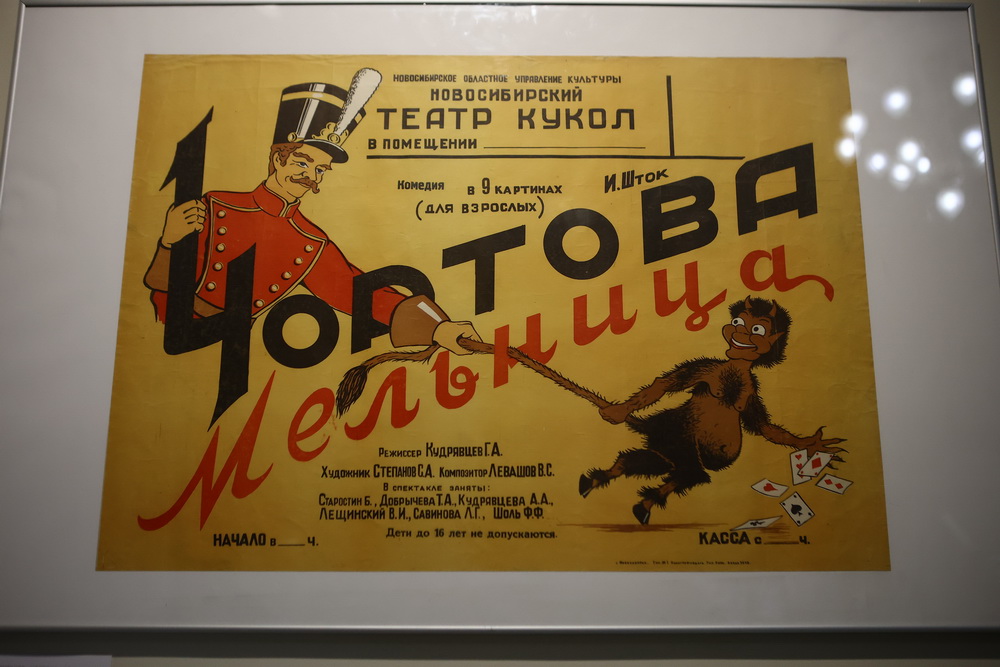 НОВОСИБИРСКОЕ ОБЛАСТНОЕ УПРАВЛЕНИЕ КУЛЬТУРЫ
НОВОСИБИРСКИЙ
ТЕАТР КУКОЛ
В ПОМЕЩЕНИИ
Комедия В 9 КАРТИНАХ
(ДЛЯ ВЗРОСЛЫХ)
И. ШТОК
ЧОРТОВА
Мельница
Режиссер КУДРЯВЦЕВ Г.А.
Художник СТЕПАНОВ С.А. Композитор ЛЕВАШОВ В.С.
В СПЕКТАКЛЕ ЗАНЯТЫ:
СТАРОСТИН Б., ДОБРЫЧЕВА Т.А., КУДРЯВЦЕВА А.А.,
ЛЕЩИНСКИЙ В.И., САВИНОВА Л.Г., ШОЛЬ Ф.Ф.
Дети до 16 лет не допускаются.
НАЧАЛО в ____ ч.
КАССА с ____ ч.